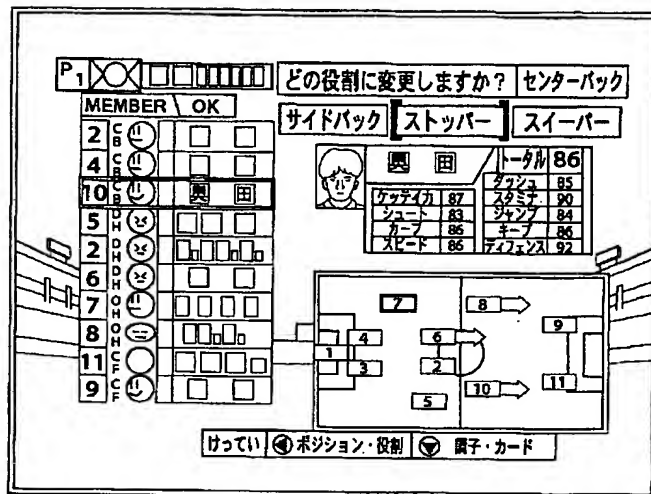 P1
どの役割に変更しますか？ センターバック
MEMBER OK
サイドバック ストッパー スイーパー
2 CB
4 CB
10 CB 奥田
5 DH
2 DH
6 DH
7 OH
8 OH
11 CF
9 CF
奥田 トータル 86
ケッテイカ 87
シュート 83
カーブ 86
スピード 86
ダッシュ 85
スタミナ 90
ジャンプ 84
キープ 86
ディフェンス 92
7 8
4 6 9
1
3 2
10 11
5
けってい ◀ ポジション・役割 ▼ 調子・カード